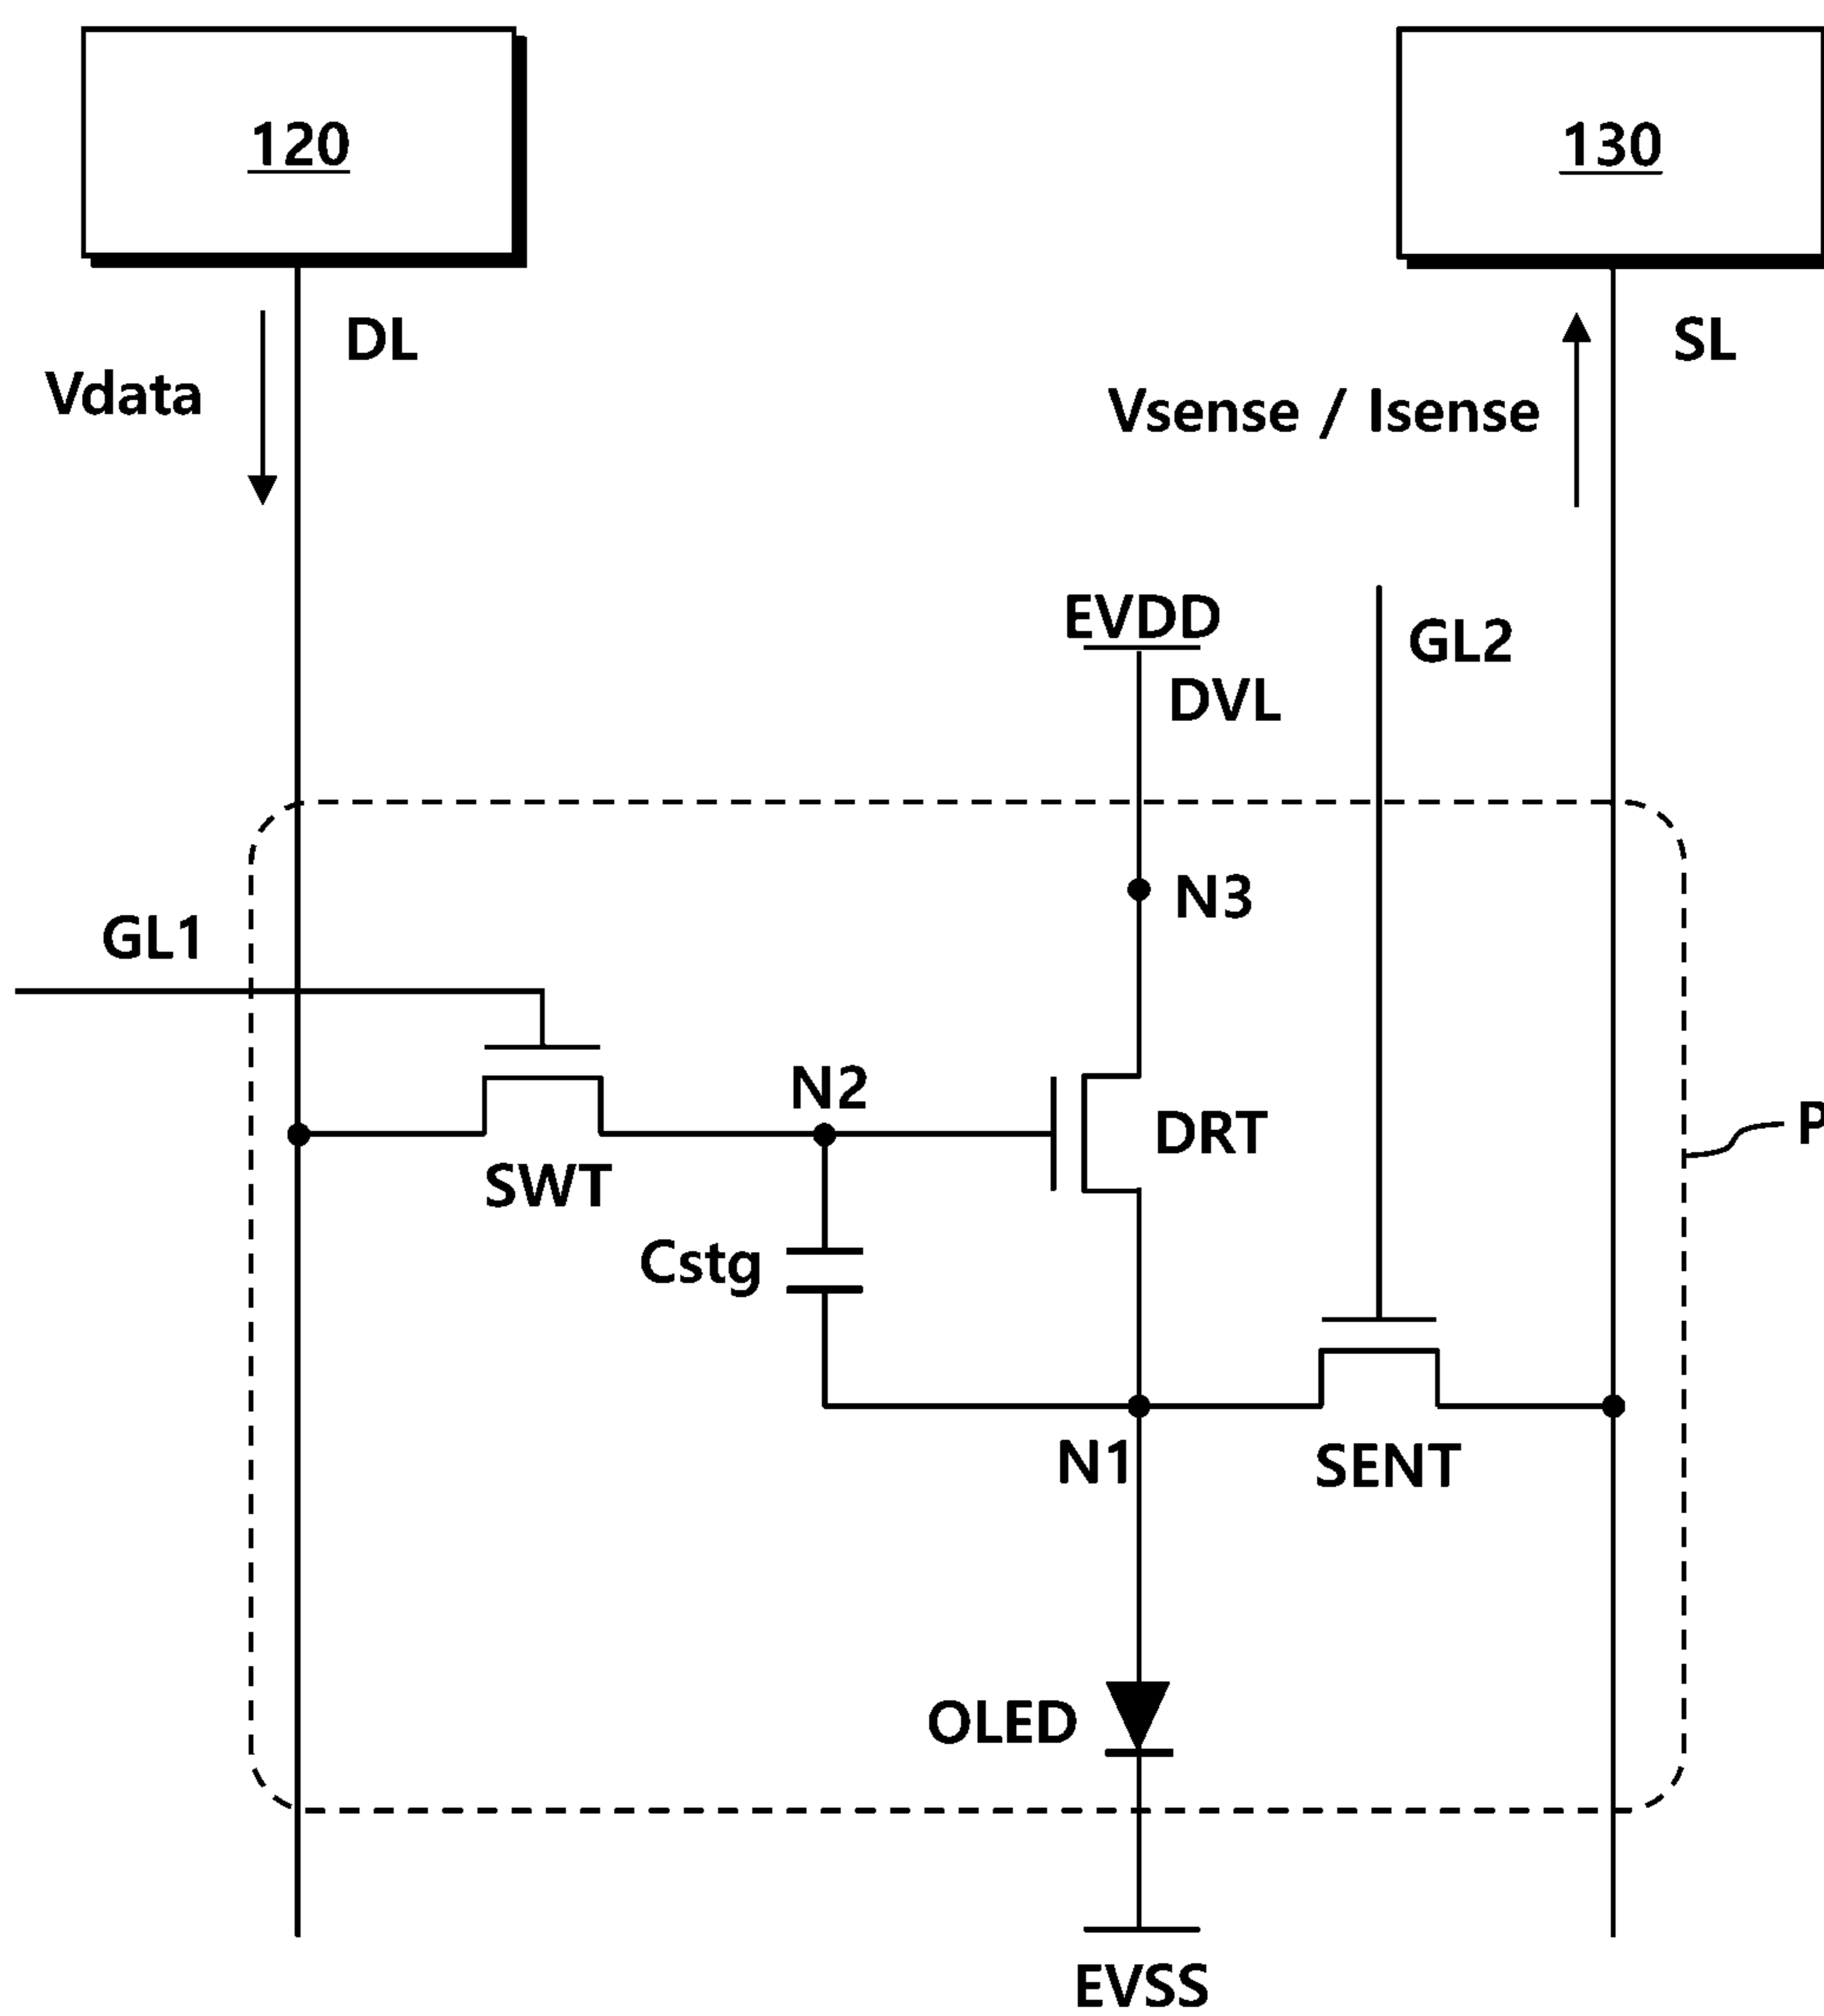 120
130
DL
SL
Vdata
Vsense / Isense
EVDD
GL2
DVL
N3
GL1
N2
DRT
P
SWT
Cstg
N1
SENT
OLED
EVSS